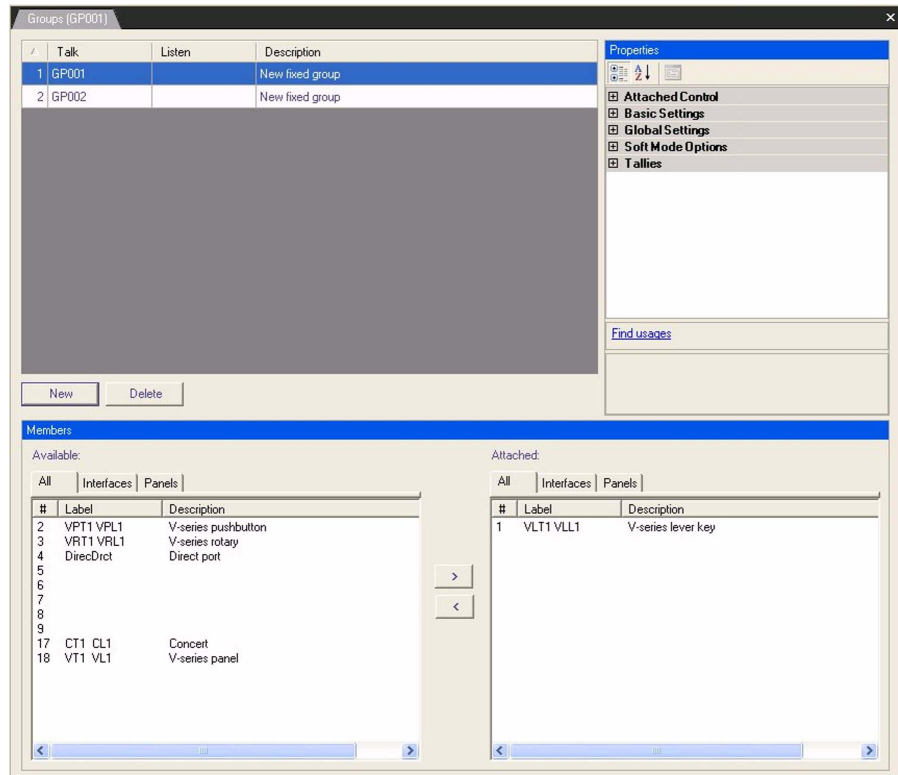 Groups (GP001)
Talk Listen Description
1 GP001 New fixed group
2 GP002 New fixed group
New Delete
Properties
Attached Control
Basic Settings
Global Settings
Soft Mode Options
Tallies
Find usages
Members
Available:
All Interfaces Panels
# Label Description
2 VPT1 VPL1 V-series pushbutton
3 VRT1 VRL1 V-series rotary
4 DirecDrct Direct port
5
6
7
8
9
17 CT1 CL1 Concert
18 VT1 VL1 V-series panel
>
<
Attached:
All Interfaces Panels
# Label Description
1 VLT1 VLL1 V-series lever key